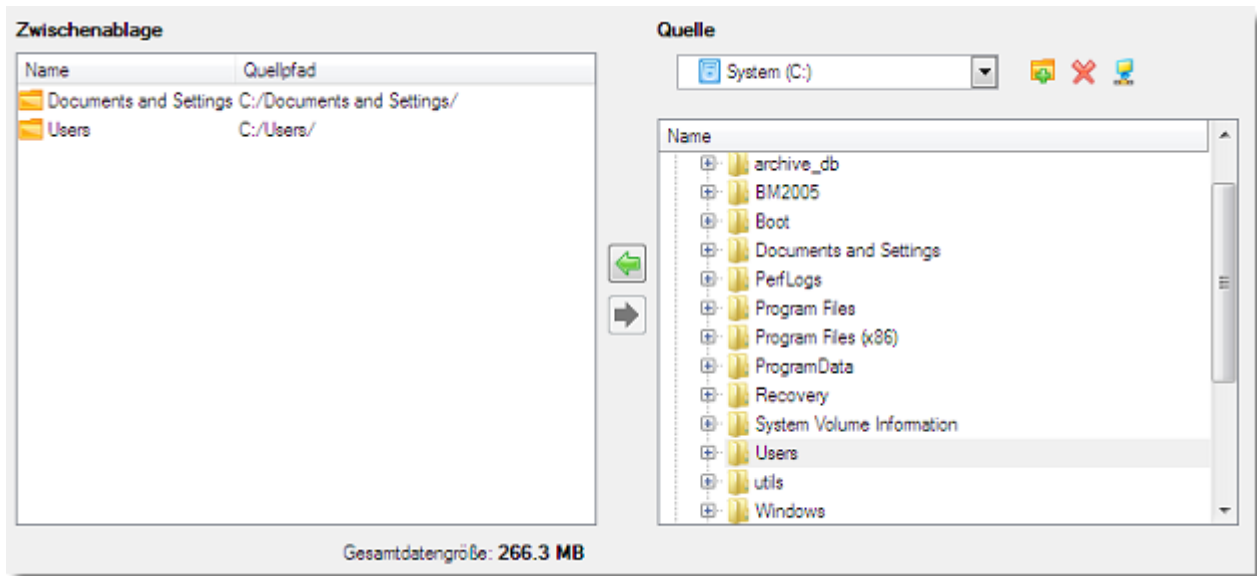 Zwischenablage
Name Quellpfad
Documents and Settings C:/Documents and Settings/
Users C:/Users/
Gesamtdatengröße: 266.3 MB
Quelle
System (C:)
Name
archive_db
BM2005
Boot
Documents and Settings
PerfLogs
Program Files
Program Files (x86)
ProgramData
Recovery
System Volume Information
Users
utils
Windows